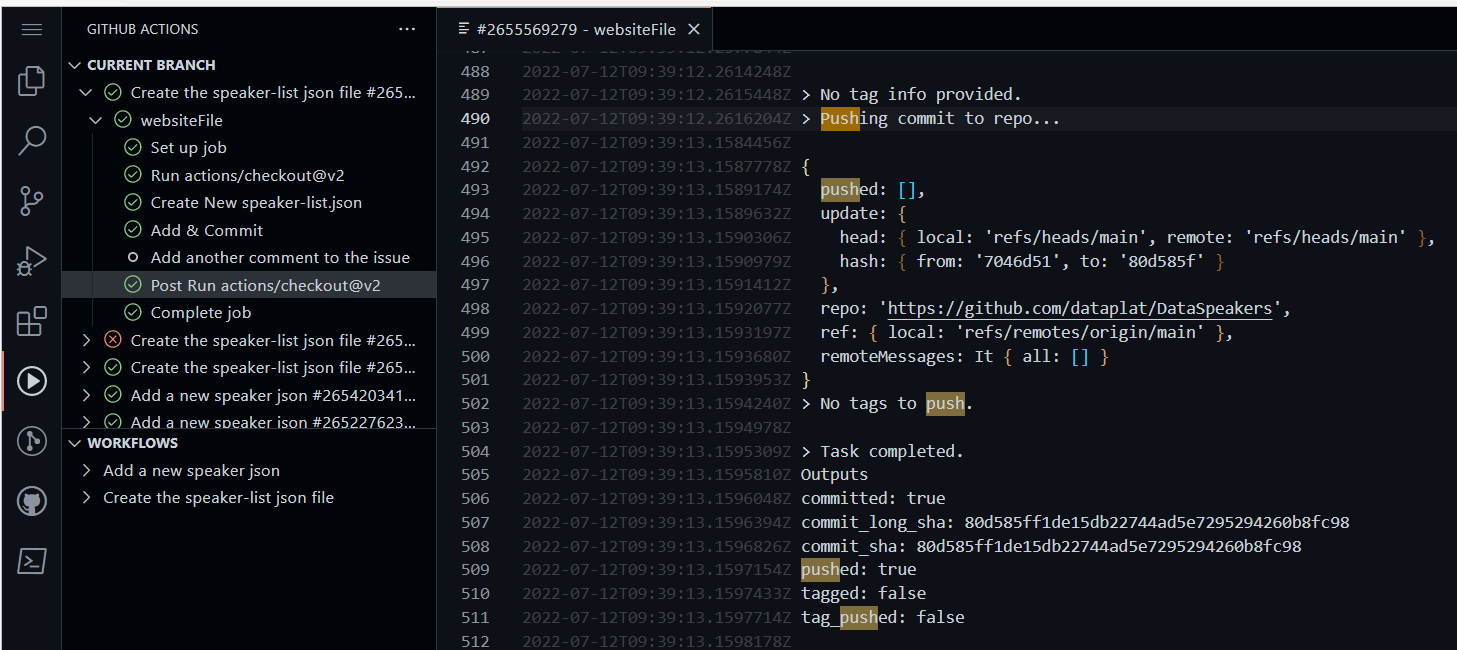 GITHUB ACTIONS
CURRENT BRANCH
Create the speaker-list json file #265...
websiteFile
Set up job
Run actions/checkout@v2
Create New speaker-list.json
Add & Commit
Add another comment to the issue
Post Run actions/checkout@v2
Complete job
Create the speaker-list json file #265...
Create the speaker-list json file #265...
Add a new speaker json #265420341...
Add a new speaker json #265227623...
WORKFLOWS
Add a new speaker json
Create the speaker-list json file
#2655569279 - websiteFile
488 2022-07-12T09:39:12.2614248Z
489 2022-07-12T09:39:12.2615448Z > No tag info provided.
490 2022-07-12T09:39:12.2616204Z > Pushing commit to repo...
491 2022-07-12T09:39:13.1584456Z
492 2022-07-12T09:39:13.1587778Z {
493 2022-07-12T09:39:13.1589174Z pushed: [],
494 2022-07-12T09:39:13.1589632Z update: {
495 2022-07-12T09:39:13.1590306Z head: { local: 'refs/heads/main', remote: 'refs/heads/main' },
496 2022-07-12T09:39:13.1590979Z hash: { from: '7046d51', to: '80d585f' }
497 2022-07-12T09:39:13.1591412Z },
498 2022-07-12T09:39:13.1592077Z repo: 'https://github.com/dataplat/DataSpeakers',
499 2022-07-12T09:39:13.1593197Z ref: { local: 'refs/remotes/origin/main' },
500 2022-07-12T09:39:13.1593680Z remoteMessages: It { all: [] }
501 2022-07-12T09:39:13.1593953Z }
502 2022-07-12T09:39:13.1594240Z > No tags to push.
503 2022-07-12T09:39:13.1594978Z
504 2022-07-12T09:39:13.1595309Z > Task completed.
505 2022-07-12T09:39:13.1595810Z Outputs
506 2022-07-12T09:39:13.1596048Z committed: true
507 2022-07-12T09:39:13.1596394Z commit_long_sha: 80d585ff1de15db22744ad5e7295294260b8fc98
508 2022-07-12T09:39:13.1596826Z commit_sha: 80d585ff1de15db22744ad5e7295294260b8fc98
509 2022-07-12T09:39:13.1597154Z pushed: true
510 2022-07-12T09:39:13.1597433Z tagged: false
511 2022-07-12T09:39:13.1597714Z tag_pushed: false
512 2022-07-12T09:39:13.1598178Z